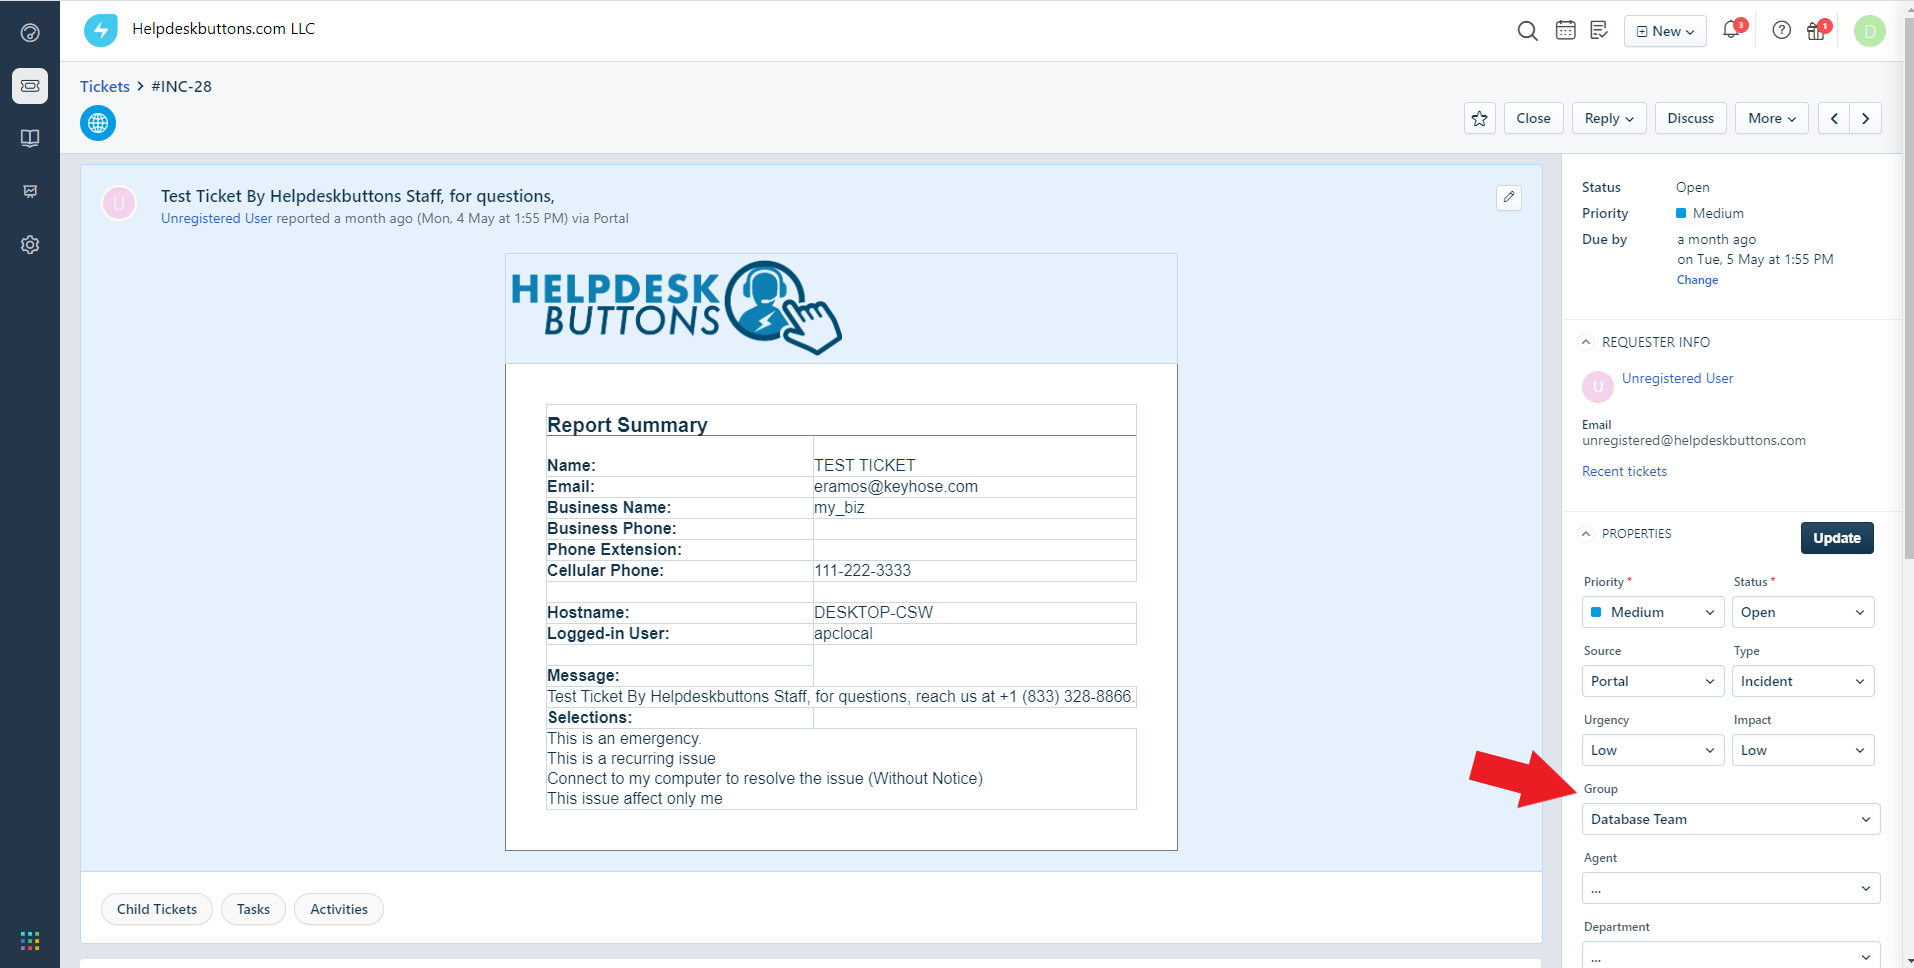 Helpdeskbuttons.com LLC
New
3
1
D
Tickets > #INC-28
Close
Reply
Discuss
More
U
Test Ticket By Helpdeskbuttons Staff, for questions,
Unregistered User reported a month ago (Mon, 4 May at 1:55 PM) via Portal
HELPDESK
BUTTONS
Report Summary
Name: TEST TICKET
Email: eramos@keyhose.com
Business Name: my_biz
Business Phone:
Phone Extension:
Cellular Phone: 111-222-3333
Hostname: DESKTOP-CSW
Logged-in User: apclocal
Message:
Test Ticket By Helpdeskbuttons Staff, for questions, reach us at +1 (833) 328-8866.
Selections:
This is an emergency.
This is a recurring issue
Connect to my computer to resolve the issue (Without Notice)
This issue affect only me
Child Tickets
Tasks
Activities
Status Open
Priority Medium
Due by a month ago
on Tue, 5 May at 1:55 PM
Change
REQUESTER INFO
U
Unregistered User
Email
unregistered@helpdeskbuttons.com
Recent tickets
PROPERTIES
Update
Priority * Status *
Medium Open
Source Type
Portal Incident
Urgency Impact
Low Low
Group
Database Team
Agent
...
Department
...